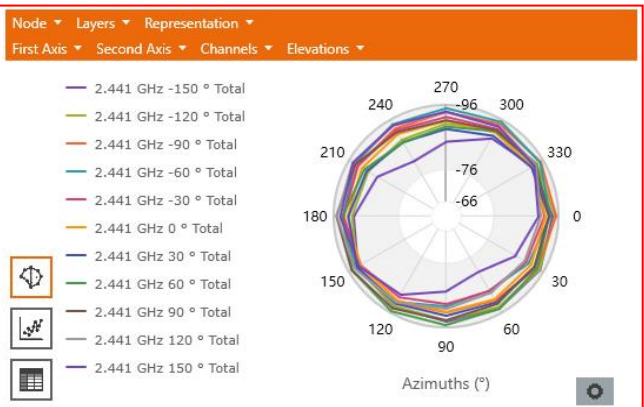 Node Layers Representation
First Axis Second Axis Channels Elevations
2.441 GHz -150 ° Total
2.441 GHz -120 ° Total
2.441 GHz -90 ° Total
2.441 GHz -60 ° Total
2.441 GHz -30 ° Total
2.441 GHz 0 ° Total
2.441 GHz 30 ° Total
2.441 GHz 60 ° Total
2.441 GHz 90 ° Total
2.441 GHz 120 ° Total
2.441 GHz 150 ° Total
270
240 -96 300
210 330
-76
-66
180 0
150 30
120 60
90
Azimuths (°)